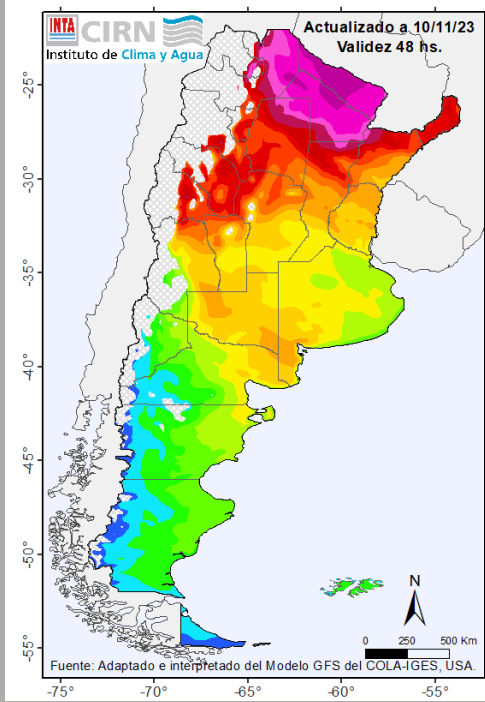 INTA CIRN
Instituto de Clima y Agua
Actualizado a 10/11/23
Validez 48 hs.
-25°
-30°
-35°
-40°
-45°
-50°
-55°
N
0 250 500 Km
Fuente: Adaptado e interpretado del Modelo GFS del COLA-IGES, USA.
-75° -70° -65° -60° -55°